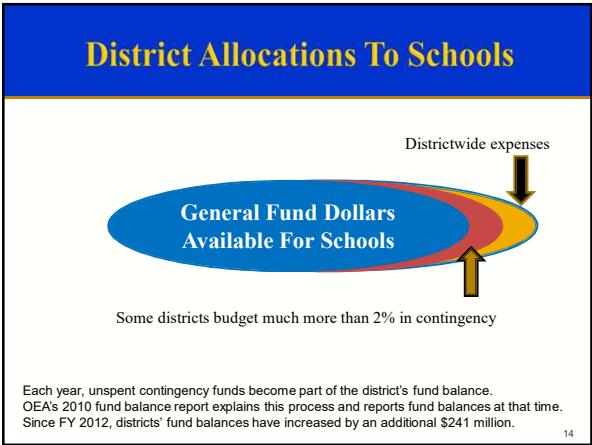 District Allocations To Schools
Districtwide expenses
General Fund Dollars
Available For Schools
Some districts budget much more than 2% in contingency
Each year, unspent contingency funds become part of the district's fund balance.
OEA's 2010 fund balance report explains this process and reports fund balances at that time.
Since FY 2012, districts' fund balances have increased by an additional $241 million.
14